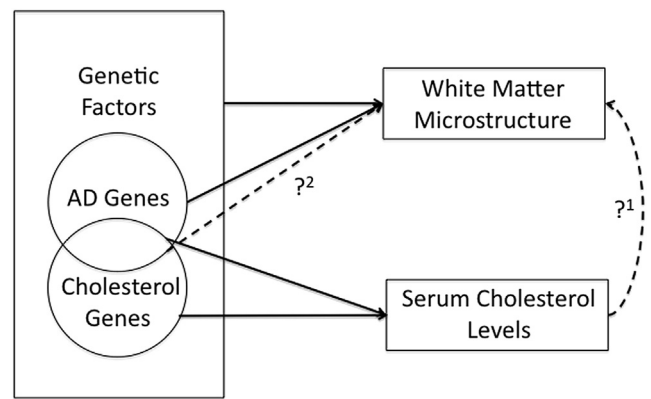 Genetic
Factors
AD Genes
Cholesterol
Genes
White Matter
Microstructure
?²
?¹
Serum Cholesterol
Levels